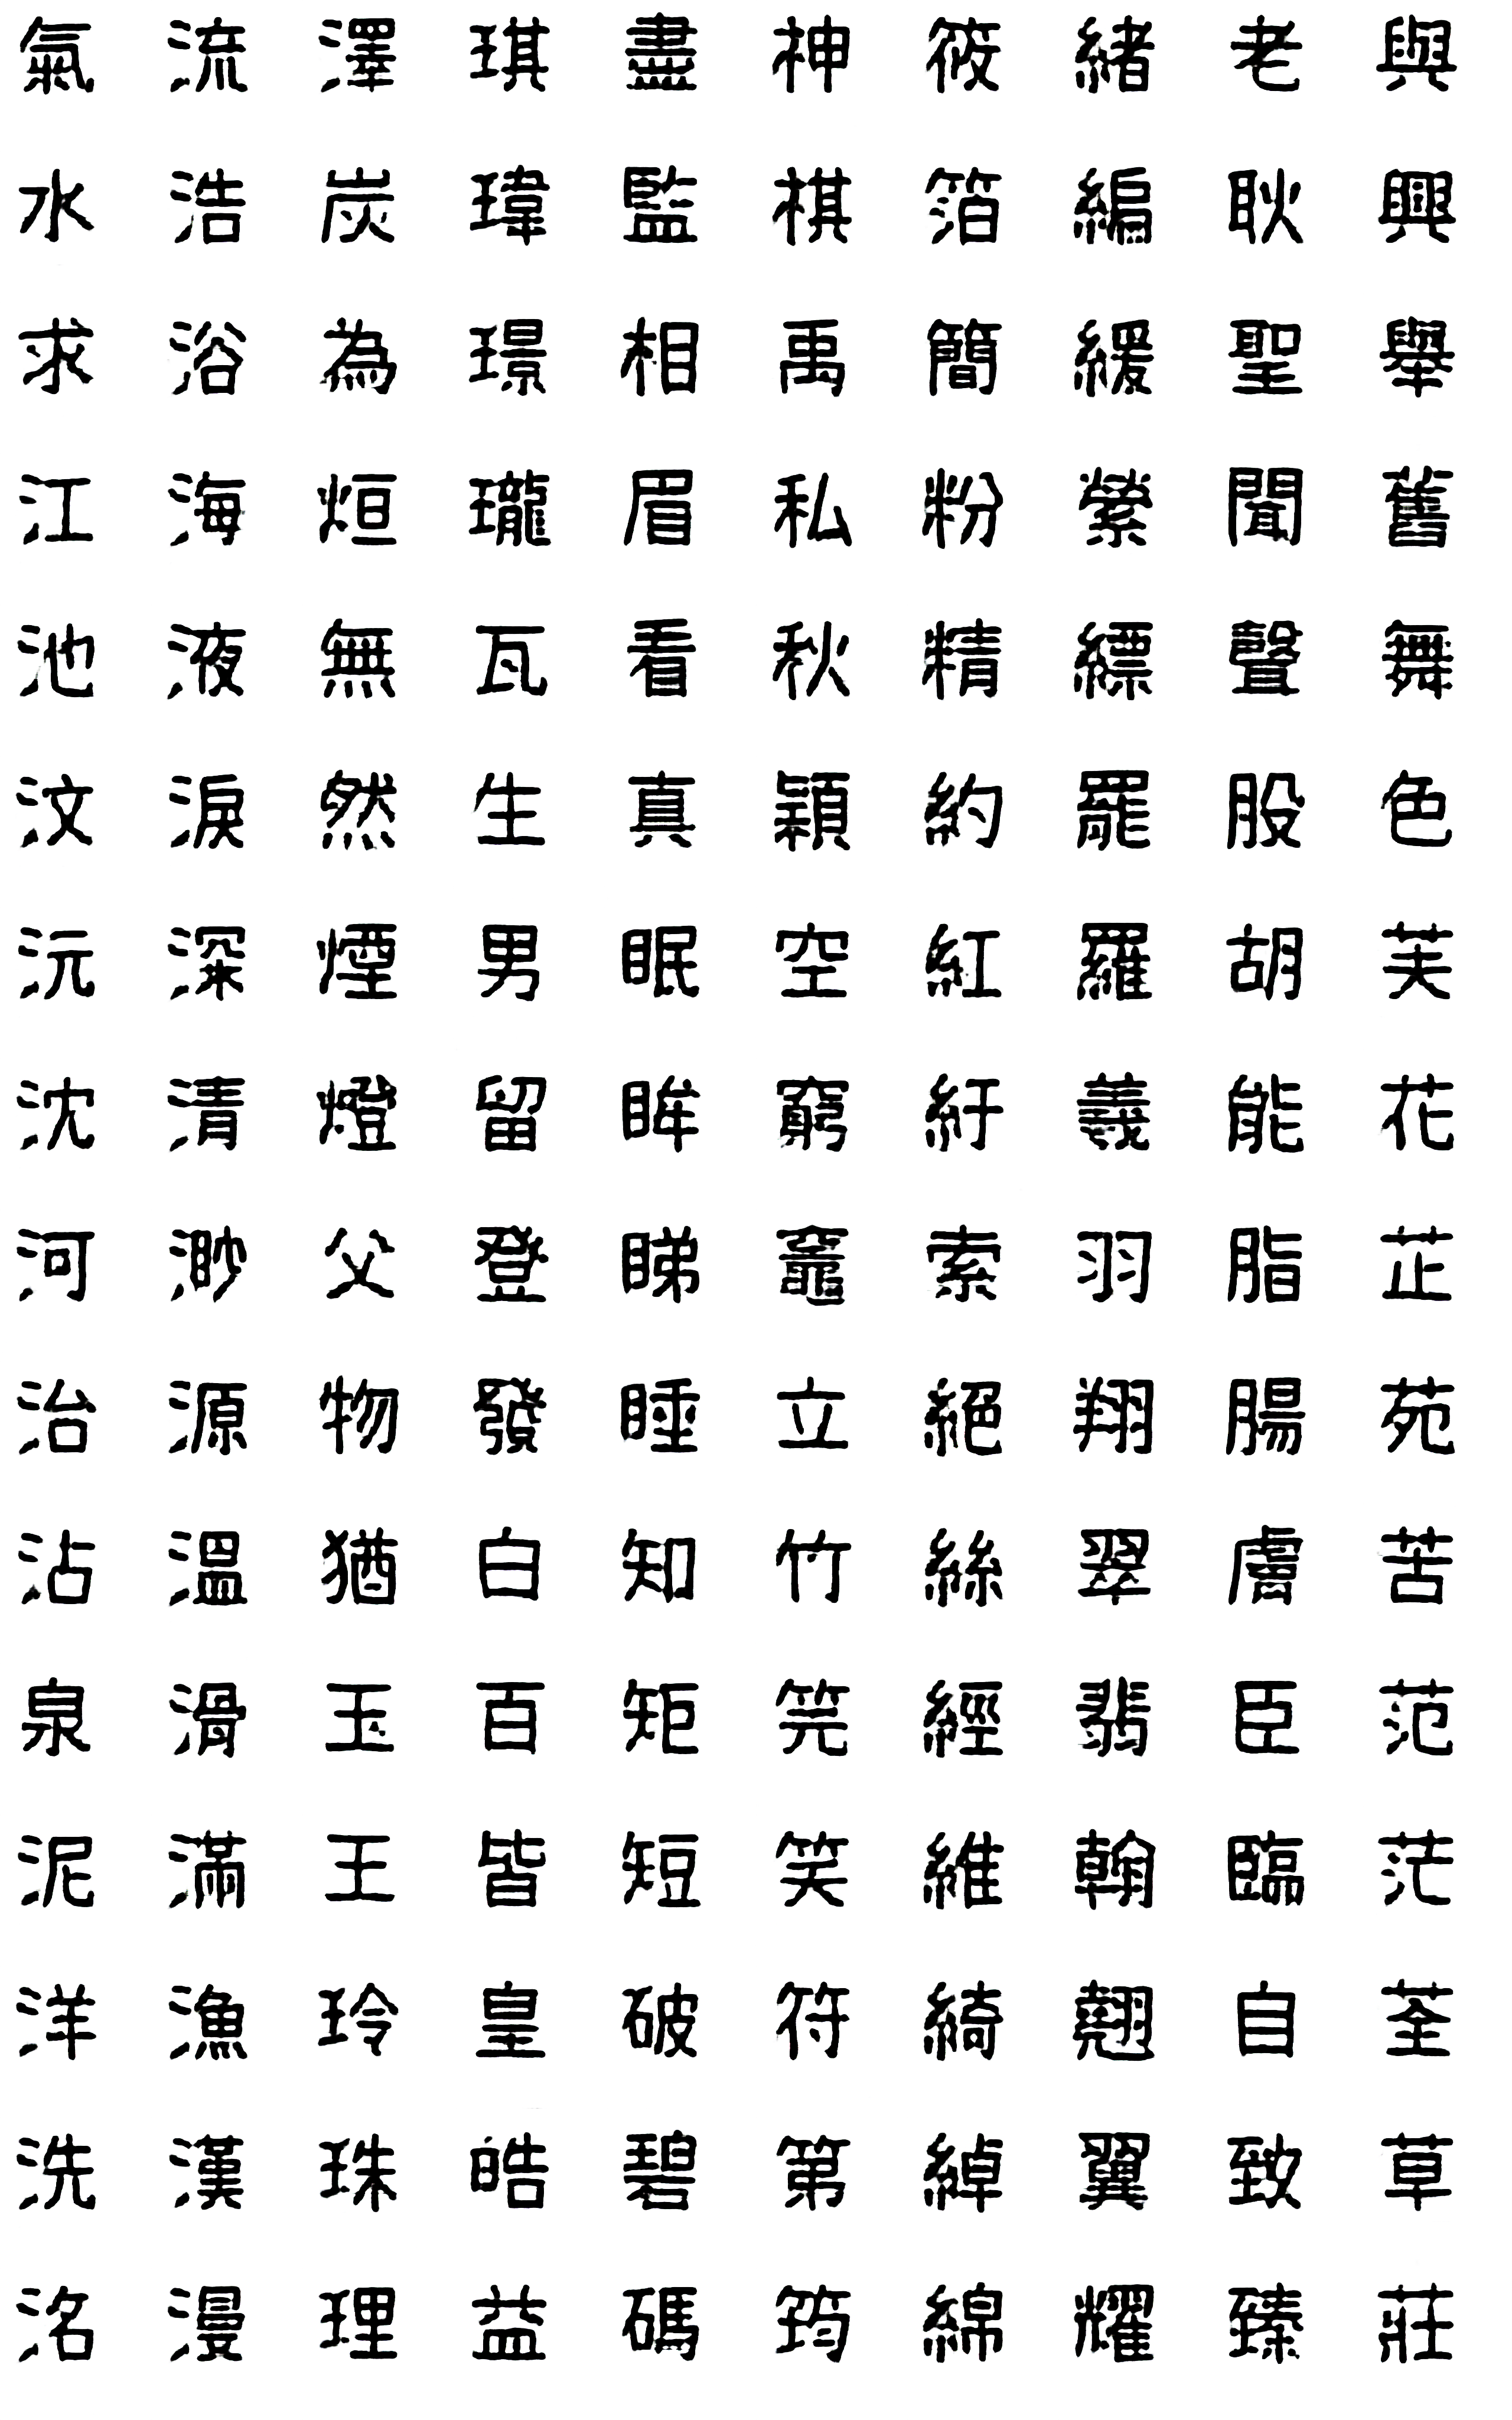 氣水求江池汶沅沈河治沾泉泥洋洗洛
流浩浴海液淚深清渺源溫滑滿漁漢漫
澤炭為烜無然煙燈父物猶玉王玲珠理
琪瑋璟瓏瓦生男留登發白百皆皇皓益
盡監相眉看真眠眸睇睡知矩短破碧碼
神祺禹私秋穎空窮竈立竹笎笑符第筠
筱箔簡粉精約紅紆索絕絲經維綺綽綿
緒編緩縈縹罷羅羲羽翔翠翡翰翹翼耀
老耿聖聞聲股胡能脂腸膚臣臨自致臻
與興舉舊舞色芙花芷苑苦范茫荃草莊